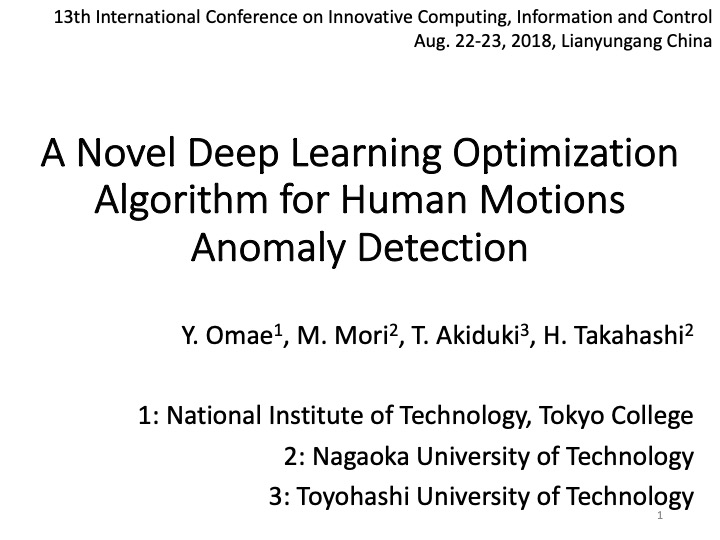 13th International Conference on Innovative Computing, Information and Control
Aug. 22-23, 2018, Lianyungang China
A Novel Deep Learning Optimization
Algorithm for Human Motions
Anomaly Detection
Y. Omae¹, M. Mori², T. Akiduki³, H. Takahashi²
1: National Institute of Technology, Tokyo College
2: Nagaoka University of Technology
3: Toyohashi University of Technology
1